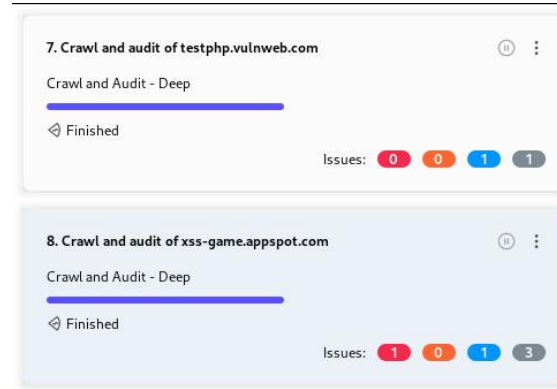 7. Crawl and audit of testphp.vulnweb.com
Crawl and Audit - Deep
Finished
Issues: 0 0 1 1
8. Crawl and audit of xss-game.appspot.com
Crawl and Audit - Deep
Finished
Issues: 1 0 1 3